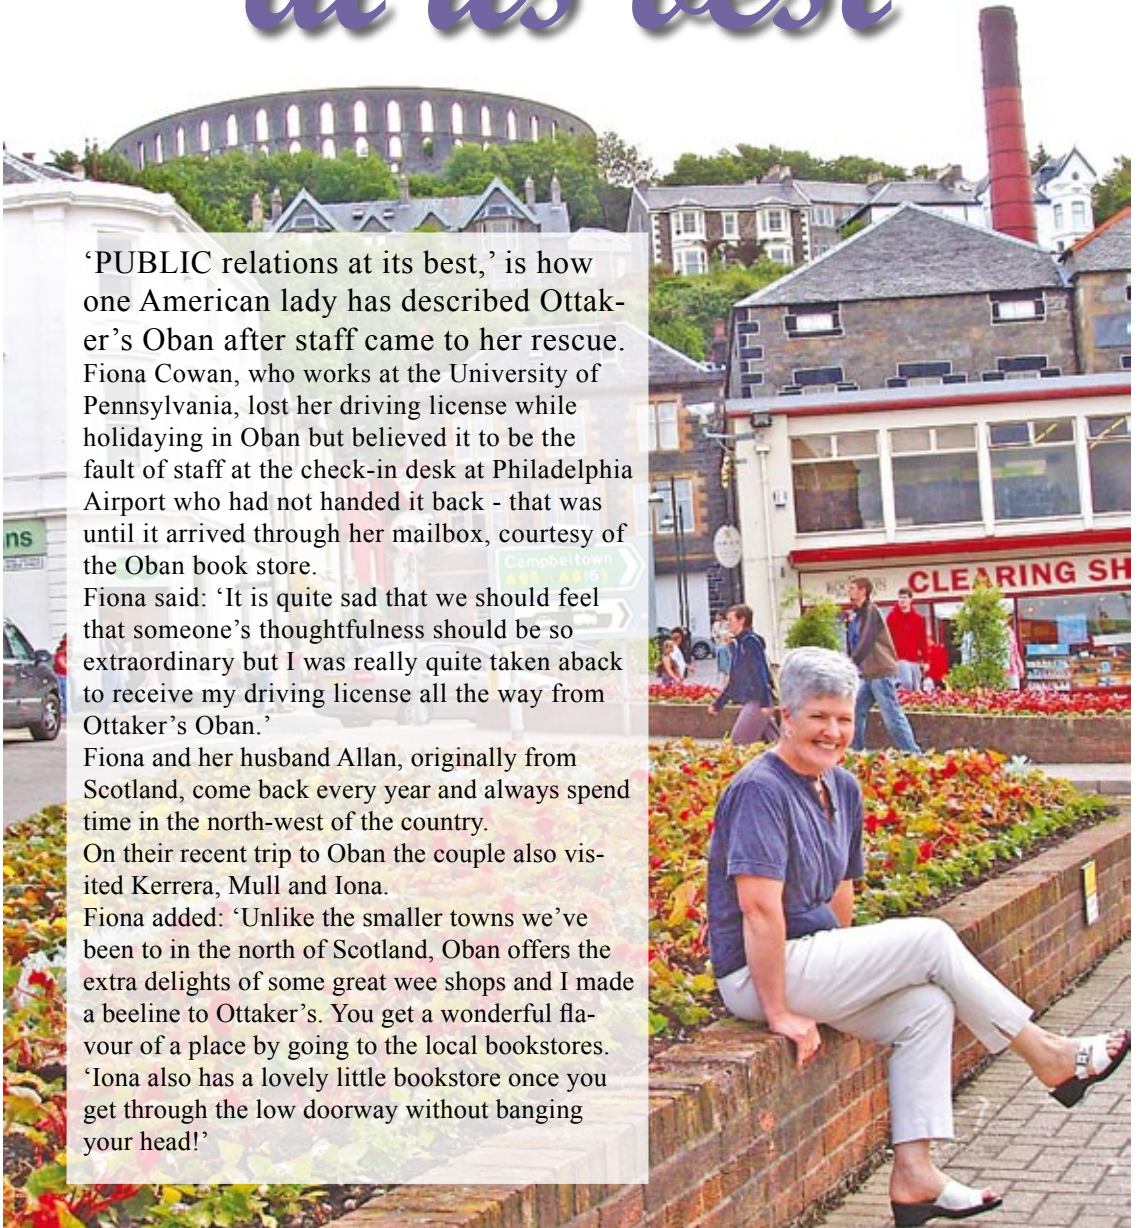 at its best
‘PUBLIC relations at its best,’ is how
one American lady has described Ottak-
er’s Oban after staff came to her rescue.
Fiona Cowan, who works at the University of
Pennsylvania, lost her driving license while
holidaying in Oban but believed it to be the
fault of staff at the check-in desk at Philadelphia
Airport who had not handed it back - that was
until it arrived through her mailbox, courtesy of
the Oban book store.
Fiona said: ‘It is quite sad that we should feel
that someone’s thoughtfulness should be so
extraordinary but I was really quite taken aback
to receive my driving license all the way from
Ottaker’s Oban.’
Fiona and her husband Allan, originally from
Scotland, come back every year and always spend
time in the north-west of the country.
On their recent trip to Oban the couple also vis-
ited Kerrera, Mull and Iona.
Fiona added: ‘Unlike the smaller towns we’ve
been to in the north of Scotland, Oban offers the
extra delights of some great wee shops and I made
a beeline to Ottaker’s. You get a wonderful fla-
vour of a place by going to the local bookstores.
‘Iona also has a lovely little bookstore once you
get through the low doorway without banging
your head!’
ns
Campbeltown
A85 (A816)
CLEARING SH